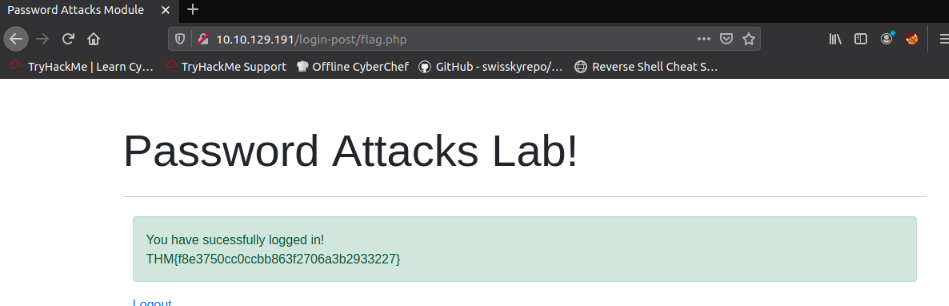 Password Attacks Module
10.10.129.191/login-post/flag.php
TryHackMe | Learn Cy… TryHackMe Support Offline CyberChef GitHub - swisskyrepo/… Reverse Shell Cheat S…
Password Attacks Lab!
You have sucessfully logged in!
THM{f8e3750cc0ccbb863f2706a3b2933227}
Logout